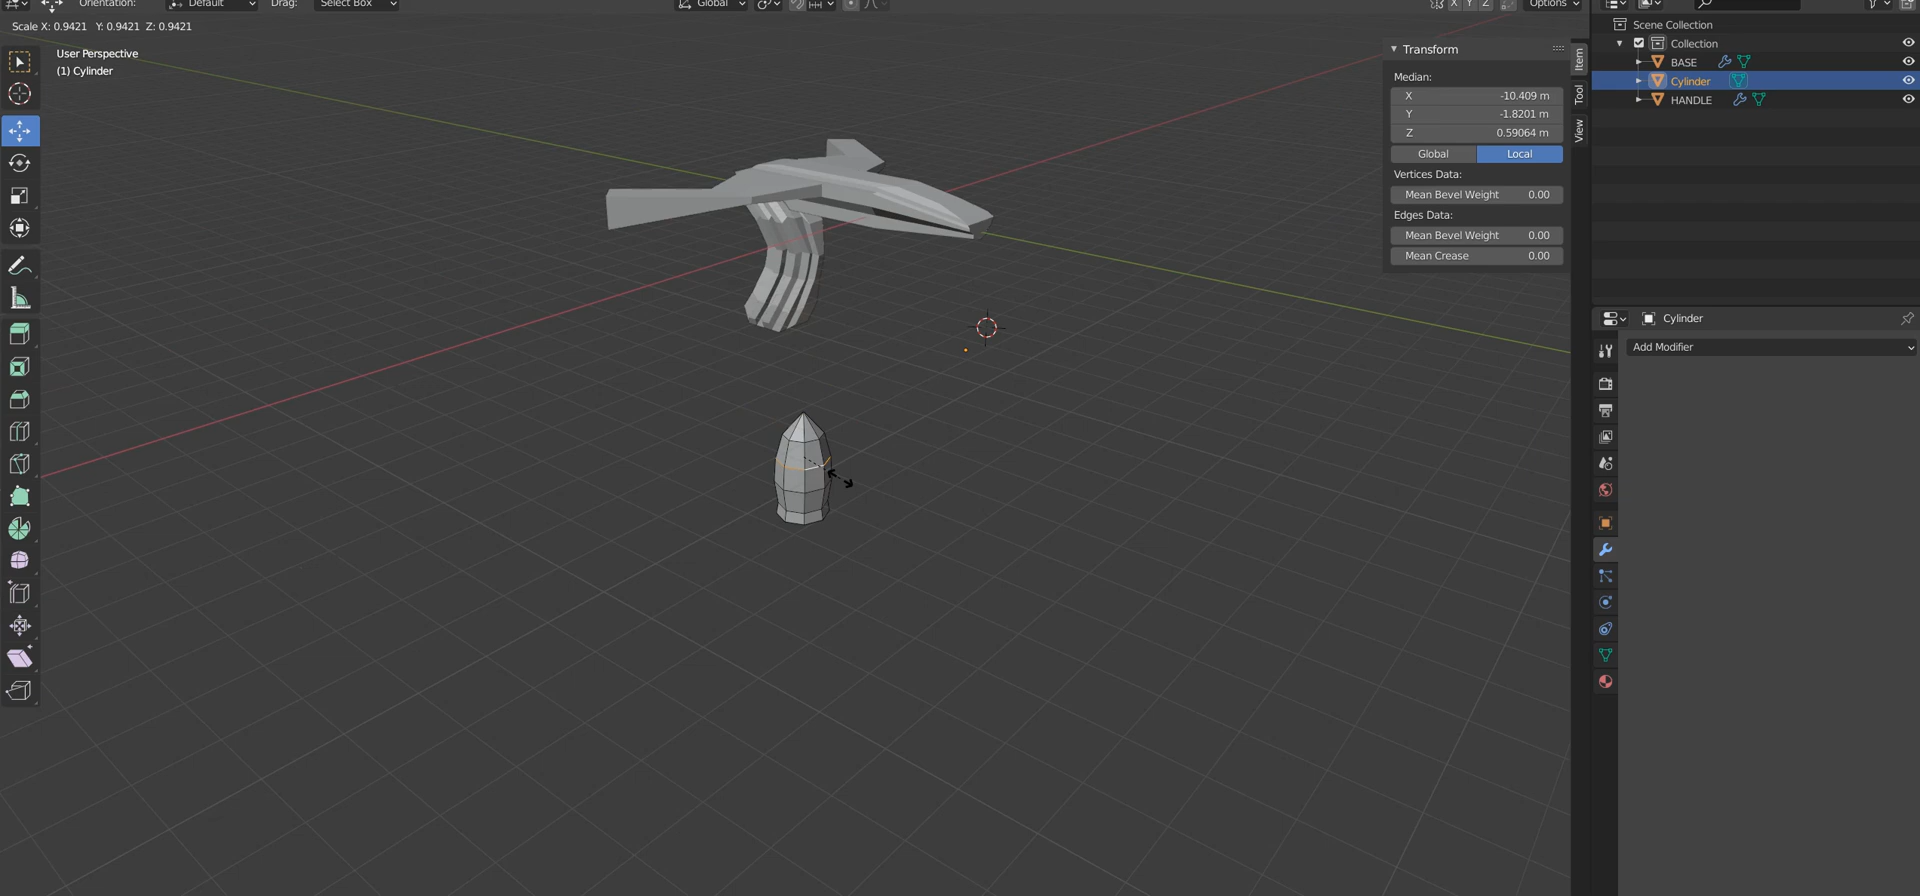 Orientation: Default Drag: Select Box Global X Y Z Options
Scale X: 0.9421 Y: 0.9421 Z: 0.9421
User Perspective
(1) Cylinder
Transform
Median:
X -10.409 m
Y -1.8201 m
Z 0.59064 m
Global Local
Vertices Data:
Mean Bevel Weight 0.00
Edges Data:
Mean Bevel Weight 0.00
Mean Crease 0.00
Item
Tool
View
Scene Collection
Collection
BASE
Cylinder
HANDLE
Cylinder
Add Modifier